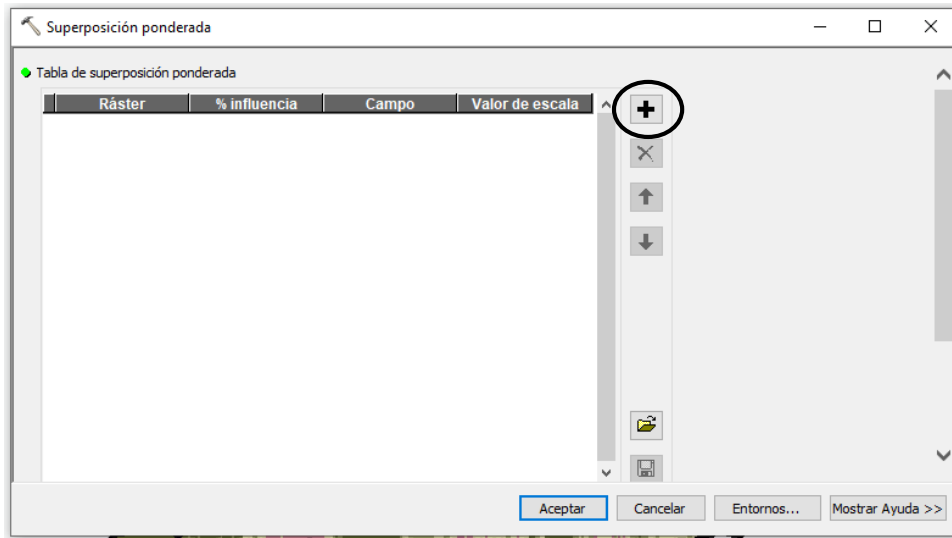 Superposición ponderada
Tabla de superposición ponderada
Ráster % influencia Campo Valor de escala
Aceptar Cancelar Entornos... Mostrar Ayuda >>